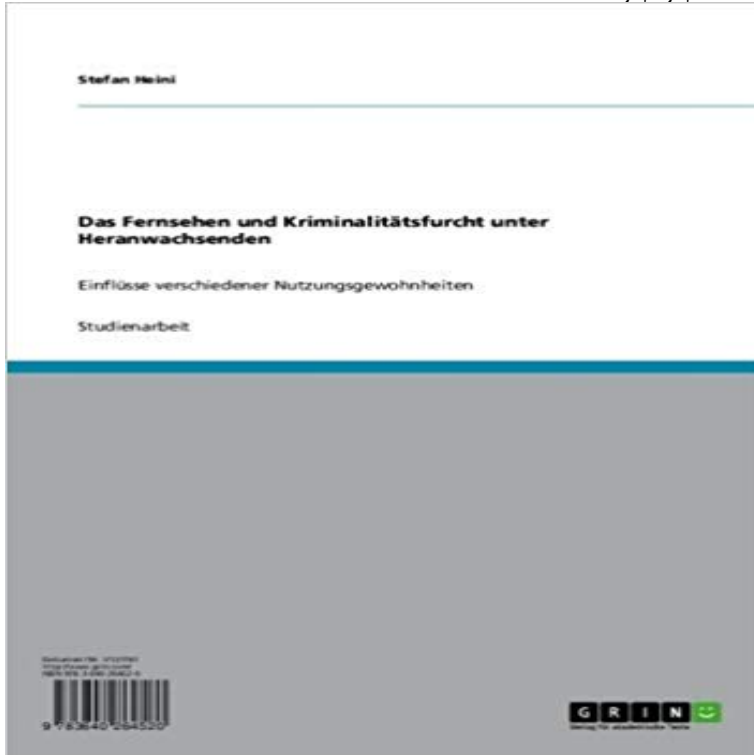 Stefan Heini
Das Fernsehen und Kriminalitätsfurcht unter
Heranwachsenden
Einflüsse verschiedener Nutzungsgewohnheiten
Studienarbeit
GRIN